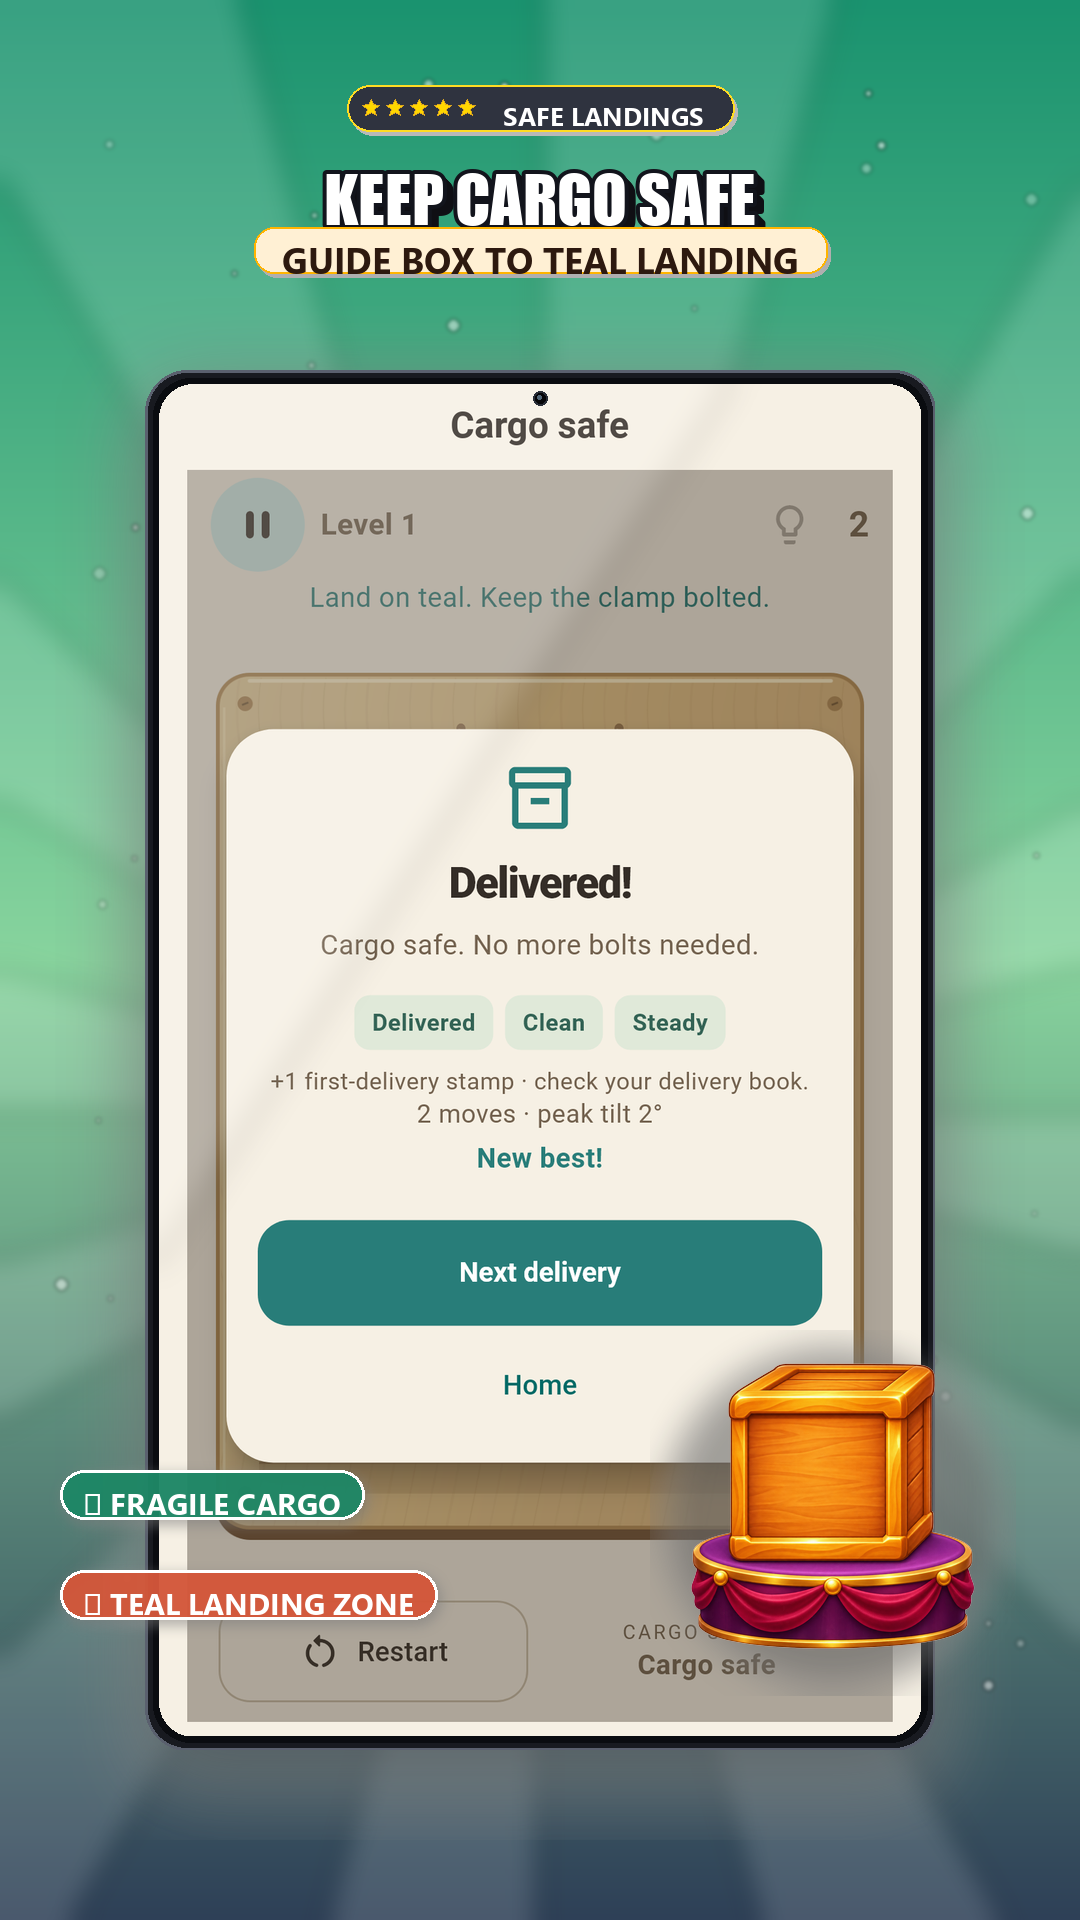 SAFE LANDINGS
KEEP CARGO SAFE
GUIDE BOX TO TEAL LANDING
Cargo safe
Level 1
2
Land on teal. Keep the clamp bolted.
Delivered!
Cargo safe. No more bolts needed.
Delivered Clean Steady
+1 first-delivery stamp · check your delivery book.
2 moves · peak tilt 2°
New best!
Next delivery
Home
FRAGILE CARGO
TEAL LANDING ZONE
Restart
CARGO
Cargo safe